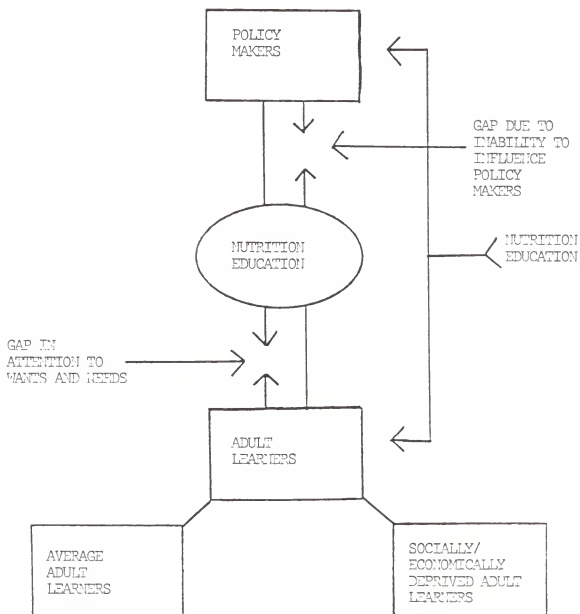 POLICY
MAKERS
GAP DUE TO
INABILITY TO
INFLUENCE
POLICY
MAKERS
NUTRITION
EDUCATION
NUTRITION
EDUCATION
GAP IN
ATTENTION TO
WANTS AND NEEDS
ADULT
LEARNERS
AVERAGE
ADULT
LEARNERS
SOCIALLY/
ECONOMICALLY
DEPRIVED ADULT
LEARNERS